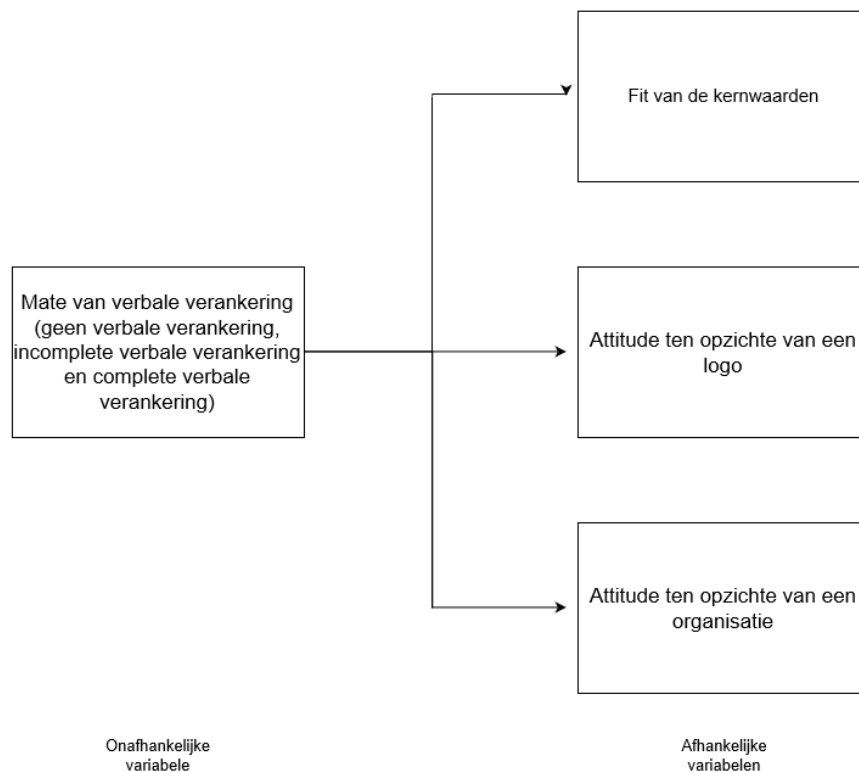 Fit van de kernwaarden
Mate van verbale verankering
(geen verbale verankering,
incomplete verbale verankering
en complete verbale
verankering)
Attitude ten opzichte van een
logo
Attitude ten opzichte van een
organisatie
Onafhankelijke
variabele
Afhankelijke
variabelen